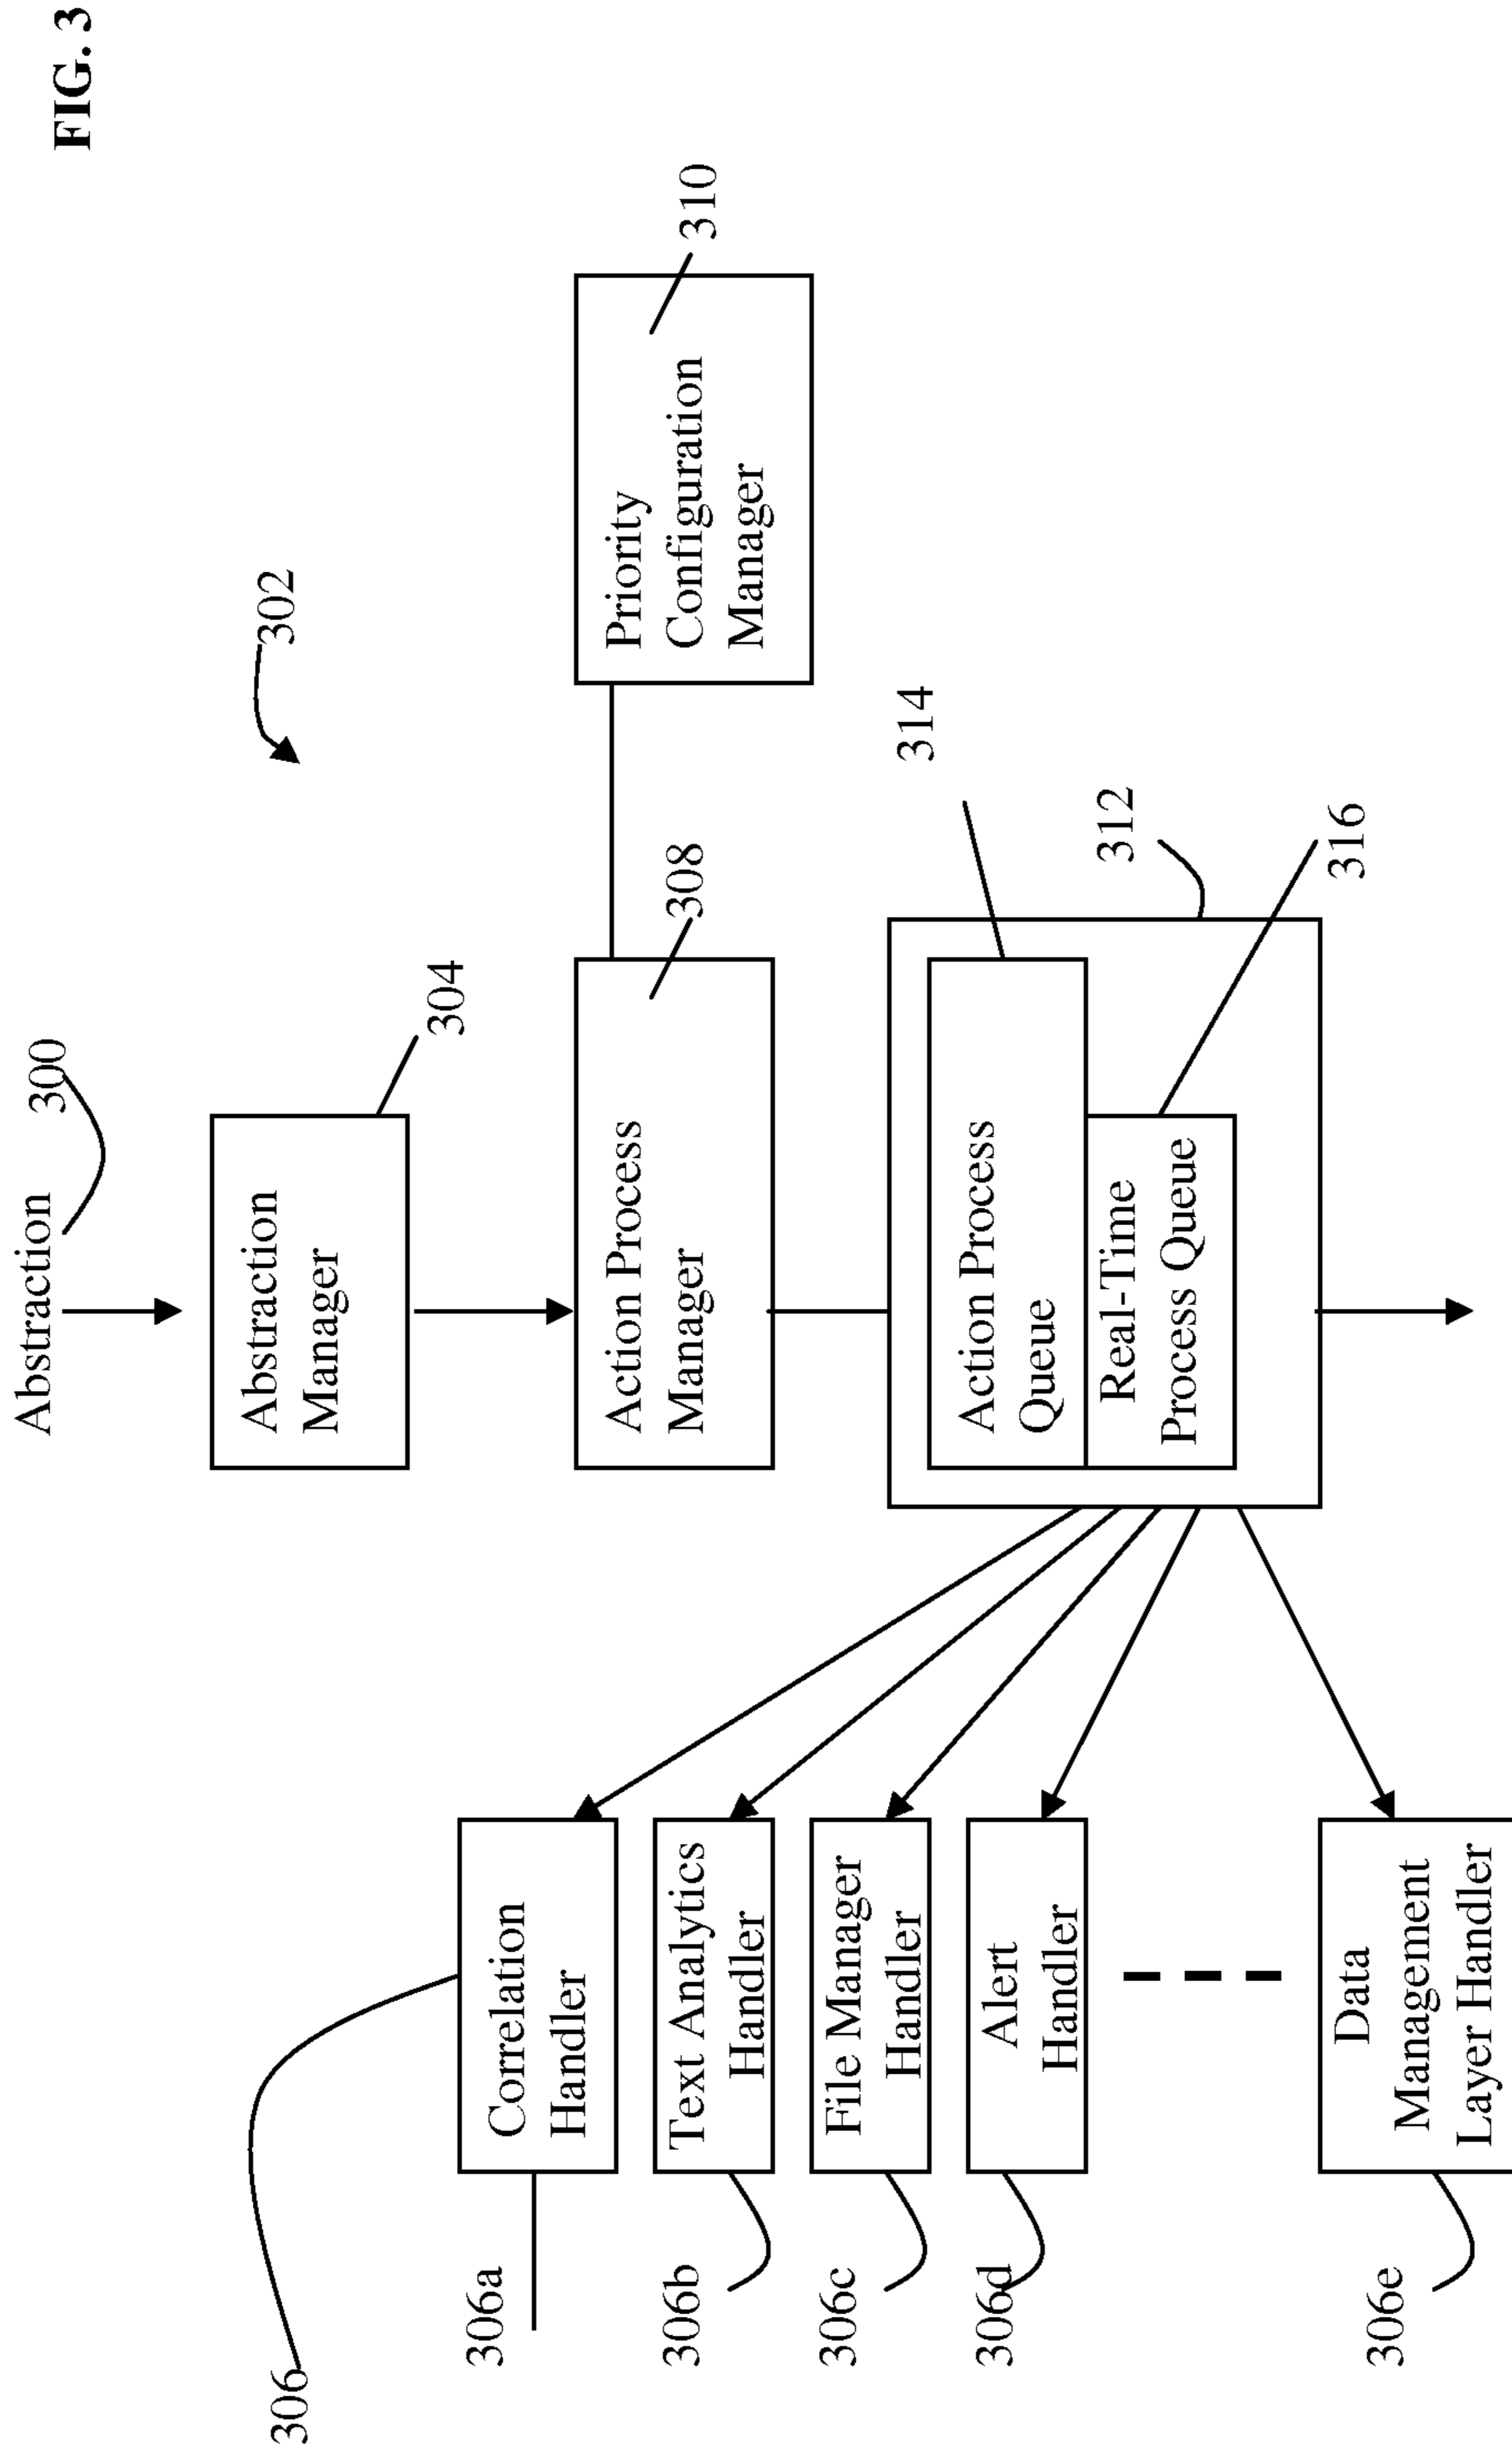 FIG. 3
Abstraction
300
302
Abstraction
Manager
304
306
Action Process
Manager
308
Priority
Configuration
Manager
310
Action Process
Queue
314
Real-Time
Process Queue
312
316
306a
Correlation
Handler
306b
Text Analytics
Handler
306c
File Manager
Handler
306d
Alert
Handler
306e
Data
Management
Layer Handler